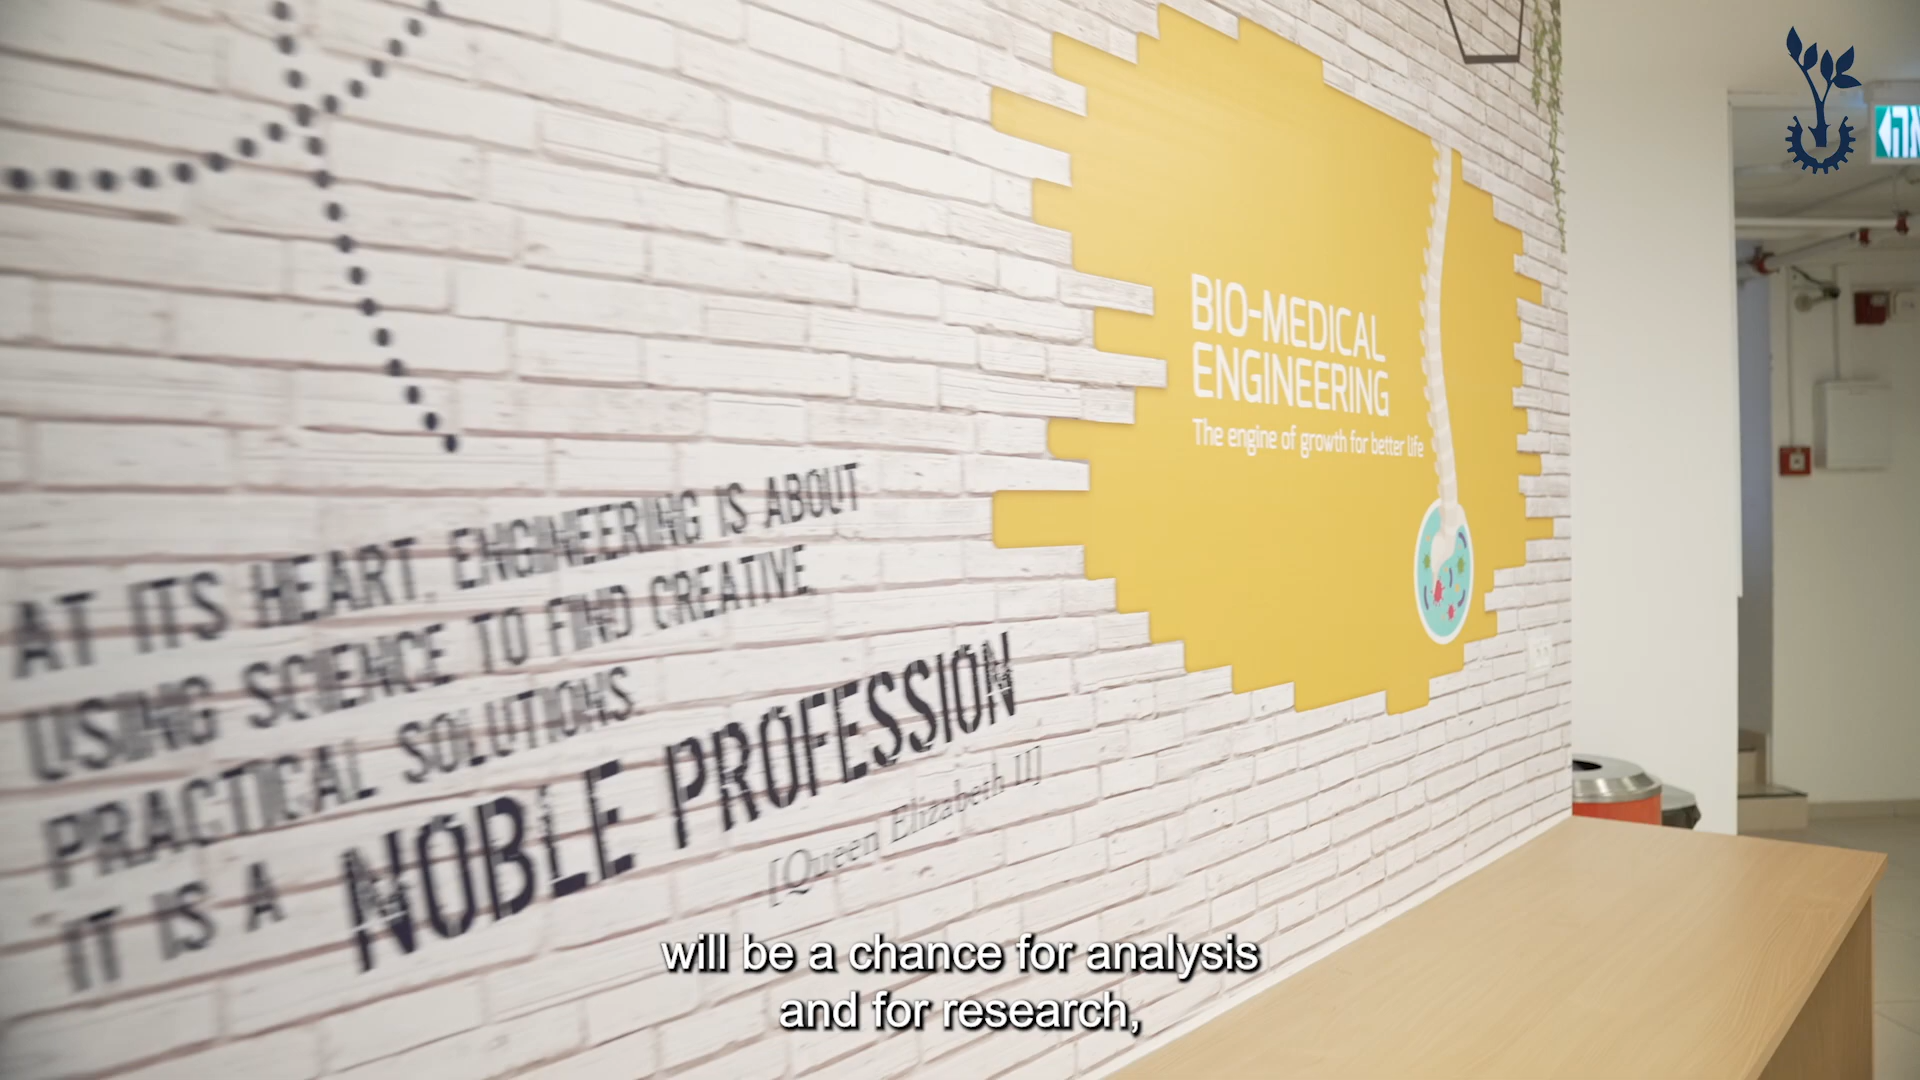 AT ITS HEART, ENGINEERING IS ABOUT
USING SCIENCE TO FIND CREATIVE,
PRACTICAL SOLUTIONS.
IT IS A NOBLE PROFESSION
[Queen Elizabeth II]
BIO-MEDICAL
ENGINEERING
The engine of growth for better life
will be a chance for analysis
and for research,